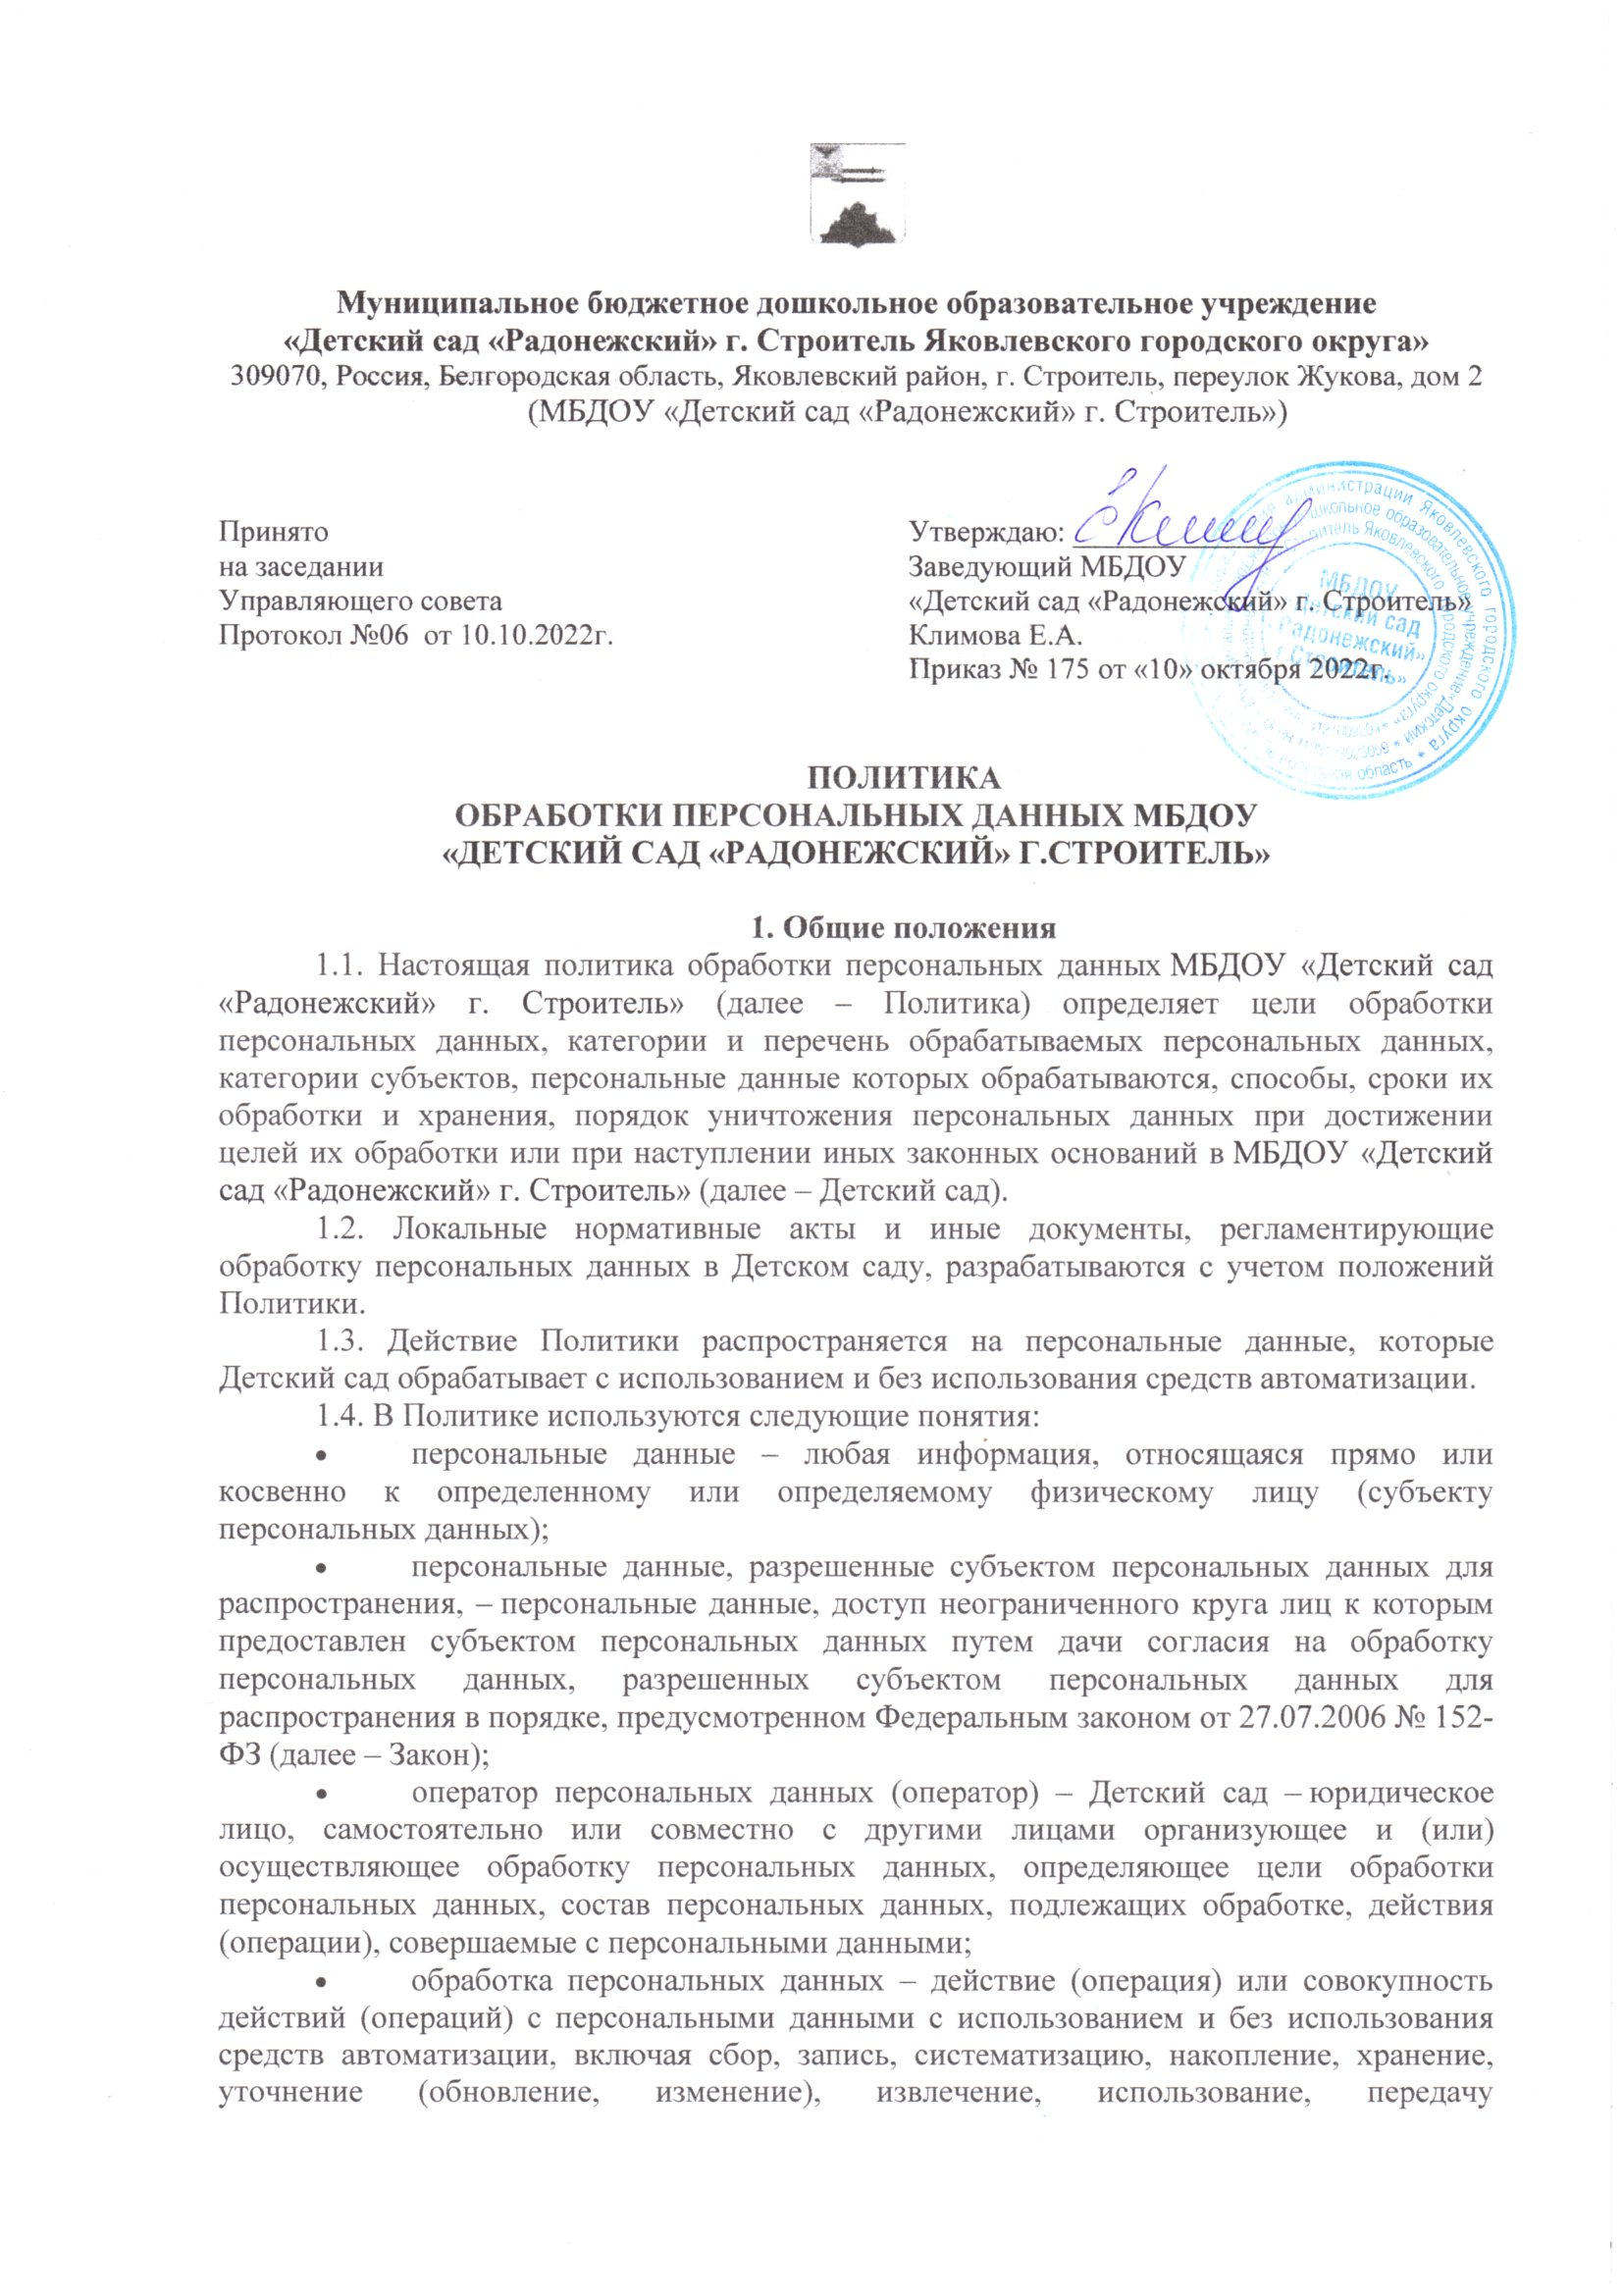 Муниципальное бюджетное дошкольное образовательное учреждение
«Детский сад «Радонежский» г. Строитель Яковлевского городского округа»
309070, Россия, Белгородская область, Яковлевский район, г. Строитель, переулок Жукова, дом 2
(МБДОУ «Детский сад «Радонежский» г. Строитель»)
Принято
на заседании
Управляющего совета
Протокол №06 от 10.10.2022г.
Утверждаю:
Заведующий МБДОУ
«Детский сад «Радонежский» г. Строитель»
Климова Е.А.
Приказ № 175 от «10» октября 2022г.
администрации Яковлевского городского округа
образовательное учреждение «Детский
Яковлевского городского округа»
область
МБДОУ
Детский сад
Радонежский»
г. Строитель»
ПОЛИТИКА
ОБРАБОТКИ ПЕРСОНАЛЬНЫХ ДАННЫХ МБДОУ
«ДЕТСКИЙ САД «РАДОНЕЖСКИЙ» Г.СТРОИТЕЛЬ»
1. Общие положения
1.1. Настоящая политика обработки персональных данных МБДОУ «Детский сад
«Радонежский» г. Строитель» (далее – Политика) определяет цели обработки
персональных данных, категории и перечень обрабатываемых персональных данных,
категории субъектов, персональные данные которых обрабатываются, способы, сроки их
обработки и хранения, порядок уничтожения персональных данных при достижении
целей их обработки или при наступлении иных законных оснований в МБДОУ «Детский
сад «Радонежский» г. Строитель» (далее – Детский сад).
1.2. Локальные нормативные акты и иные документы, регламентирующие
обработку персональных данных в Детском саду, разрабатываются с учетом положений
Политики.
1.3. Действие Политики распространяется на персональные данные, которые
Детский сад обрабатывает с использованием и без использования средств автоматизации.
1.4. В Политике используются следующие понятия:
• персональные данные – любая информация, относящаяся прямо или
косвенно к определенному или определяемому физическому лицу (субъекту
персональных данных);
• персональные данные, разрешенные субъектом персональных данных для
распространения, – персональные данные, доступ неограниченного круга лиц к которым
предоставлен субъектом персональных данных путем дачи согласия на обработку
персональных данных, разрешенных субъектом персональных данных для
распространения в порядке, предусмотренном Федеральным законом от 27.07.2006 № 152-
ФЗ (далее – Закон);
• оператор персональных данных (оператор) – Детский сад – юридическое
лицо, самостоятельно или совместно с другими лицами организующее и (или)
осуществляющее обработку персональных данных, определяющее цели обработки
персональных данных, состав персональных данных, подлежащих обработке, действия
(операции), совершаемые с персональными данными;
• обработка персональных данных – действие (операция) или совокупность
действий (операций) с персональными данными с использованием и без использования
средств автоматизации, включая сбор, запись, систематизацию, накопление, хранение,
уточнение (обновление, изменение), извлечение, использование, передачу